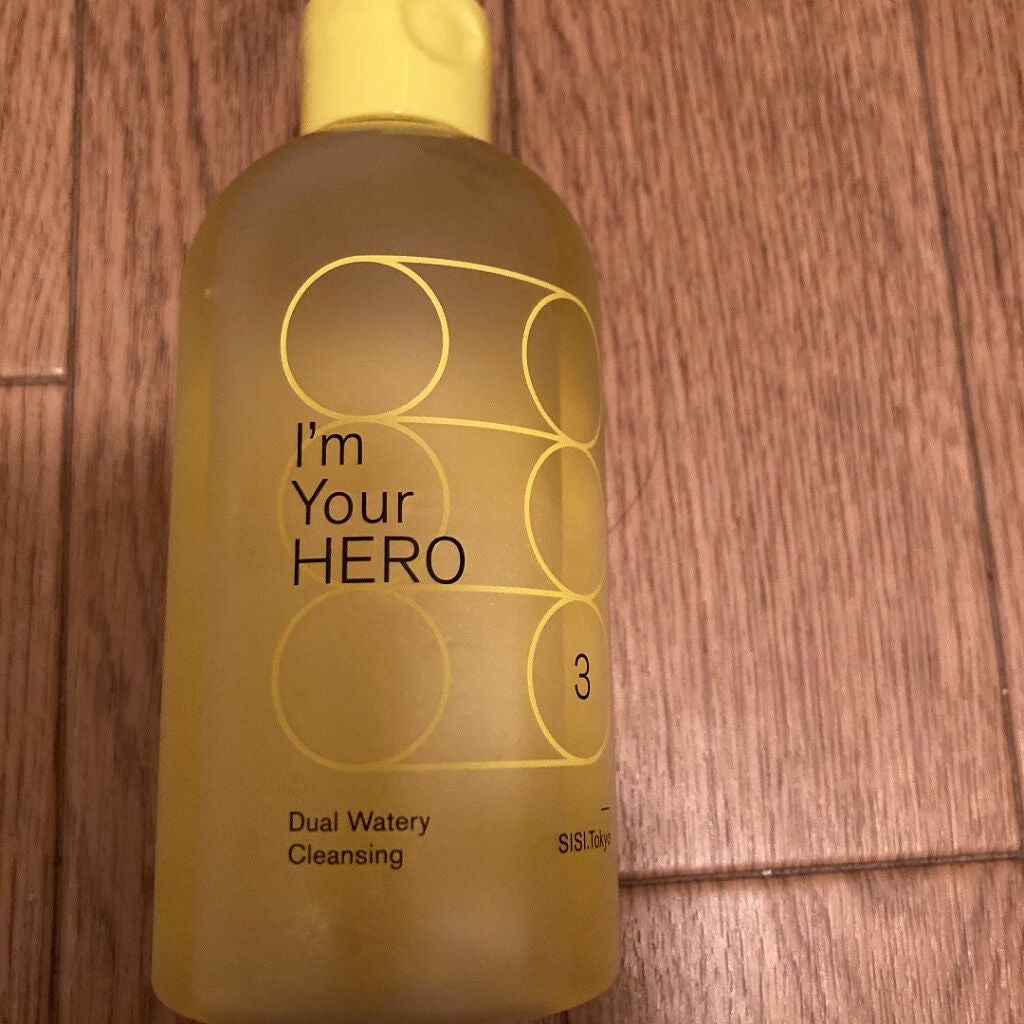 I'm
Your
HERO
3
Dual Watery
Cleansing
SISI.Tokyo